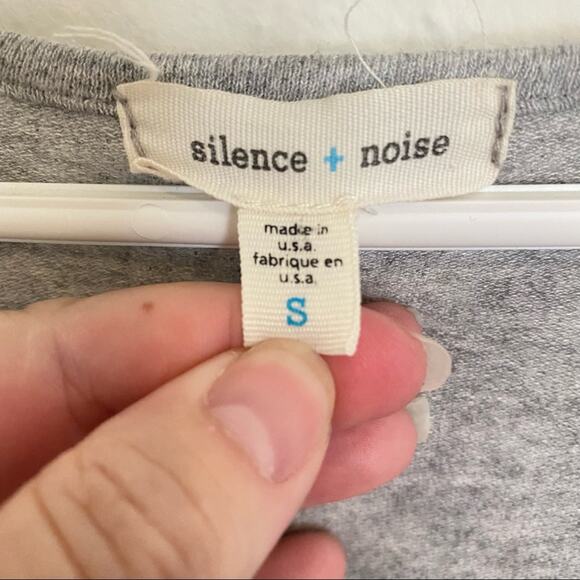 silence + noise
made in
u.s.a.
fabrique en
u.s.a.
S